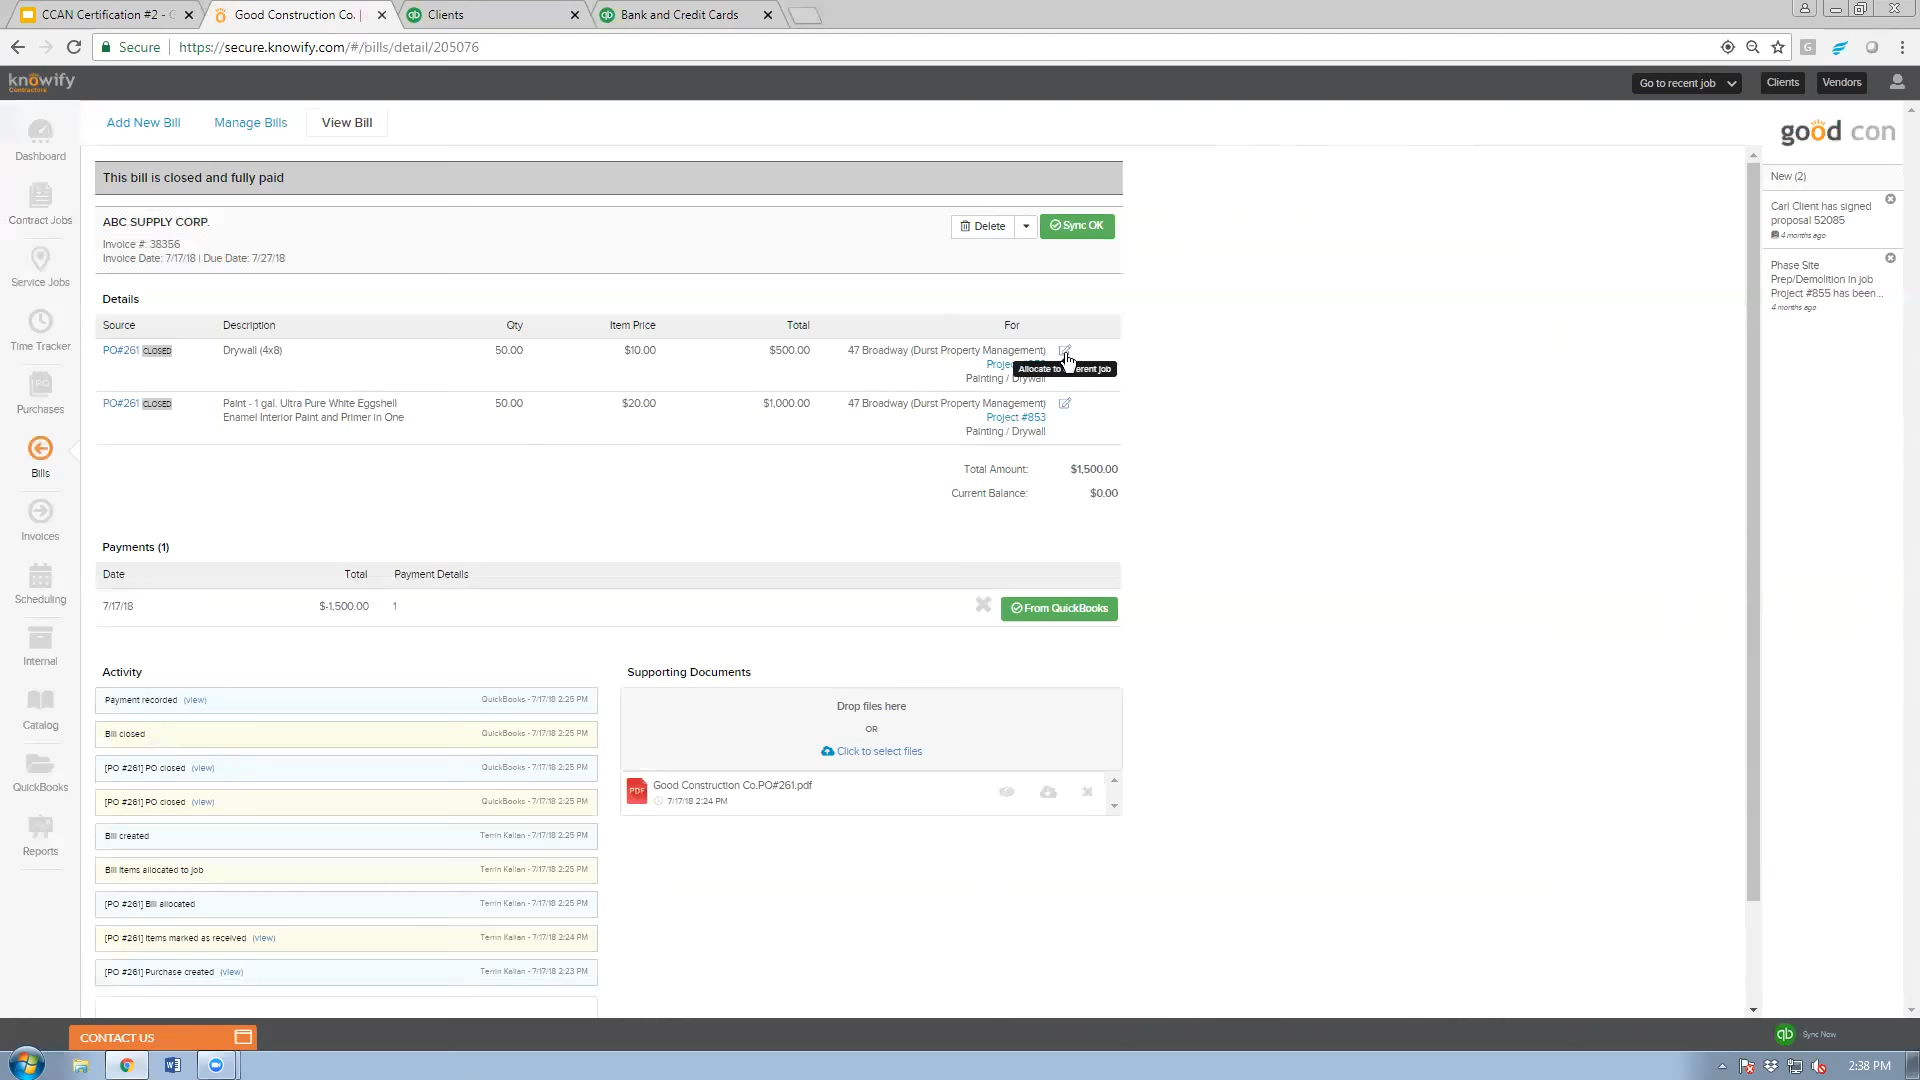 CCAN Certification #2 - G
Good Construction Co. |
Clients
Bank and Credit Cards
Secure
https://secure.knowify.com/#/bills/detail/205076
knowify
Contractors
Go to recent job
Clients
Vendors
Add New Bill
Manage Bills
View Bill
good con
Dashboard
Contract Jobs
Service Jobs
Time Tracker
Purchases
Bills
Invoices
Scheduling
Internal
Catalog
QuickBooks
Reports
This bill is closed and fully paid
ABC SUPPLY CORP.
Invoice #: 38356
Invoice Date: 7/17/18 | Due Date: 7/27/18
Delete
Sync OK
Details
Source Description Qty Item Price Total For
PO#261 CLOSED Drywall (4x8) 50.00 $10.00 $500.00 47 Broadway (Durst Property Management)
Projec
Allocate to erent job
Painting / Drywall
PO#261 CLOSED Paint - 1 gal. Ultra Pure White Eggshell 50.00 $20.00 $1,000.00 47 Broadway (Durst Property Management)
Enamel Interior Paint and Primer in One Project #853
Painting / Drywall
Total Amount: $1,500.00
Current Balance: $0.00
Payments (1)
Date Total Payment Details
7/17/18 $-1,500.00 1
From QuickBooks
Activity
Payment recorded (view) QuickBooks - 7/17/18 2:25 PM
Bill closed QuickBooks - 7/17/18 2:25 PM
[PO #261] PO closed (view) QuickBooks - 7/17/18 2:25 PM
[PO #261] PO closed (view) QuickBooks - 7/17/18 2:25 PM
Bill created Terrin Kalian - 7/17/18 2:25 PM
Bill items allocated to job Terrin Kalian - 7/17/18 2:25 PM
[PO #261] Bill allocated Terrin Kalian - 7/17/18 2:25 PM
[PO #261] Items marked as received (view) Terrin Kalian - 7/17/18 2:24 PM
[PO #261] Purchase created (view) Terrin Kalian - 7/17/18 2:23 PM
Supporting Documents
Drop files here
OR
Click to select files
PDF
Good Construction Co.PO#261.pdf
7/17/18 2:24 PM
New (2)
Carl Client has signed
proposal 52085
4 months ago
Phase Site
Prep/Demolition in job
Project #855 has been...
4 months ago
CONTACT US
qb
Sync Now
2:38 PM